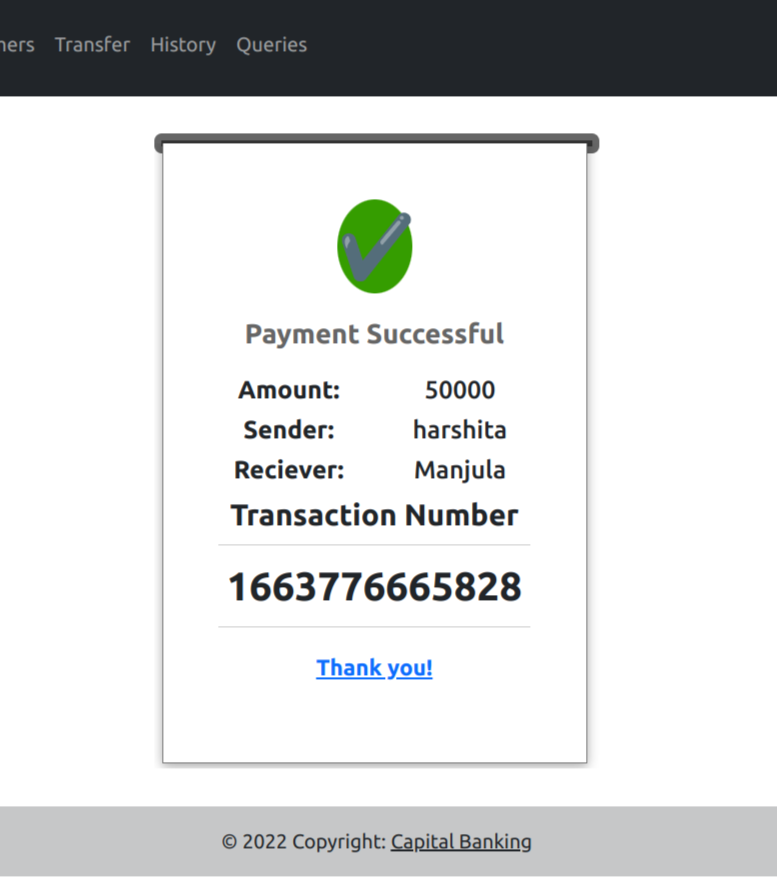 Transfer History Queries
Payment Successful
Amount: 50000
Sender: harshita
Reciever: Manjula
Transaction Number
1663776665828
Thank you!
© 2022 Copyright: Capital Banking